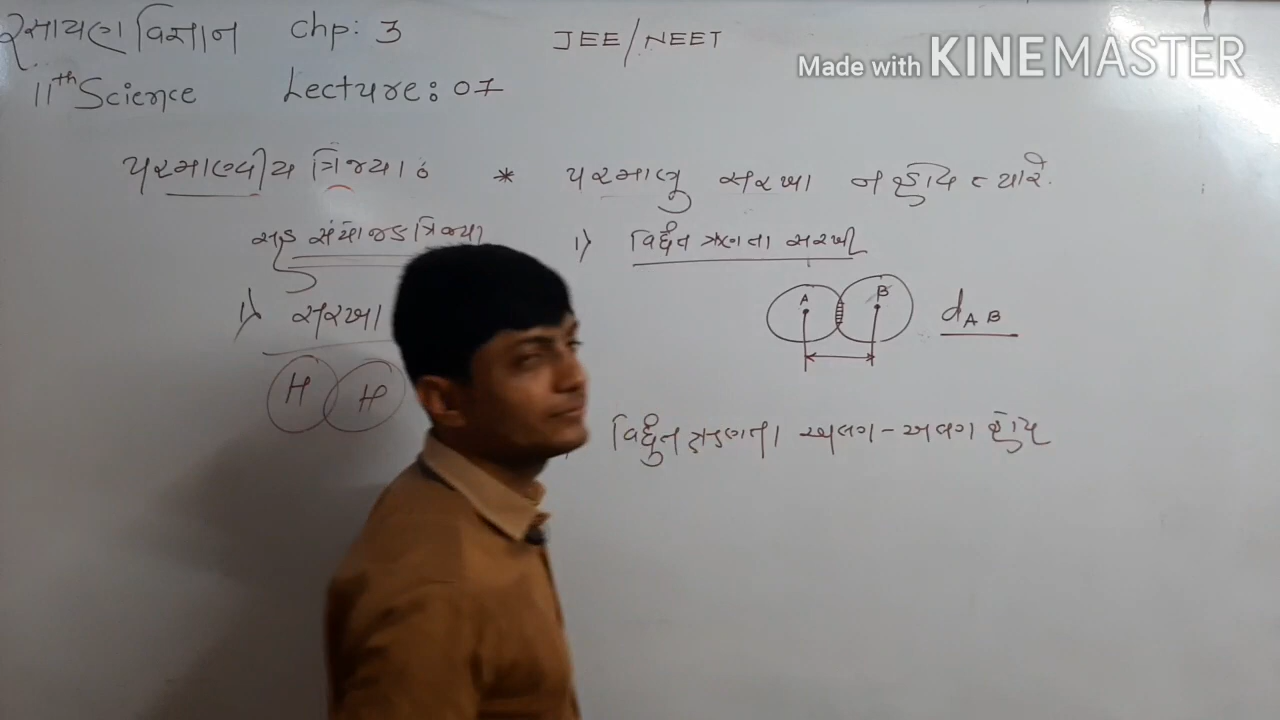 રસાયણ વિજ્ઞાન Chp: 3 JEE/NEET
Made with KINEMASTER
11th Science Lecture: 07
પરમાણ્વીય ત્રિજ્યા :
* પરમાણુ સરખા ન હોય ત્યારે.
સહસંયોજક ત્રિજ્યા
1) સરખા
H H
1) વિદ્યુતઋણતા સરખી
A B dAB
વિદ્યુતઋણતા અલગ-અલગ હોય